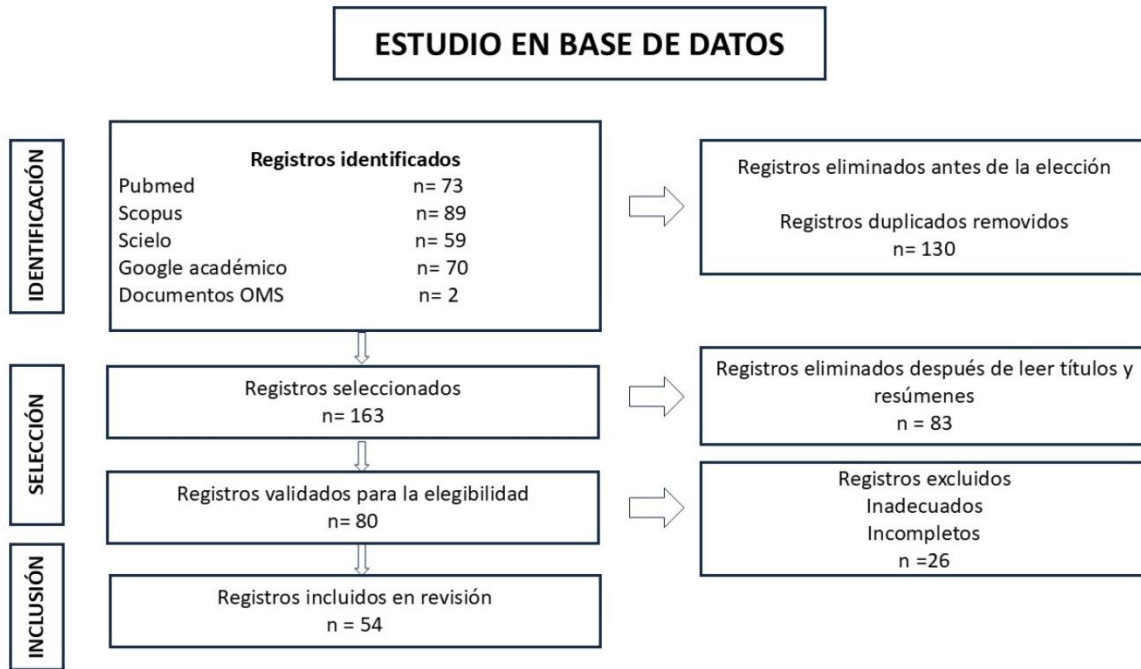 ESTUDIO EN BASE DE DATOS
IDENTIFICACIÓN
Registros identificados
Pubmed n= 73
Scopus n= 89
Scielo n= 59
Google académico n= 70
Documentos OMS n= 2
Registros eliminados antes de la elección
Registros duplicados removidos
n= 130
SELECCIÓN
Registros seleccionados
n= 163
Registros eliminados después de leer títulos y
resúmenes
n = 83
Registros validados para la elegibilidad
n= 80
Registros excluidos
Inadecuados
Incompletos
n =26
INCLUSIÓN
Registros incluidos en revisión
n = 54